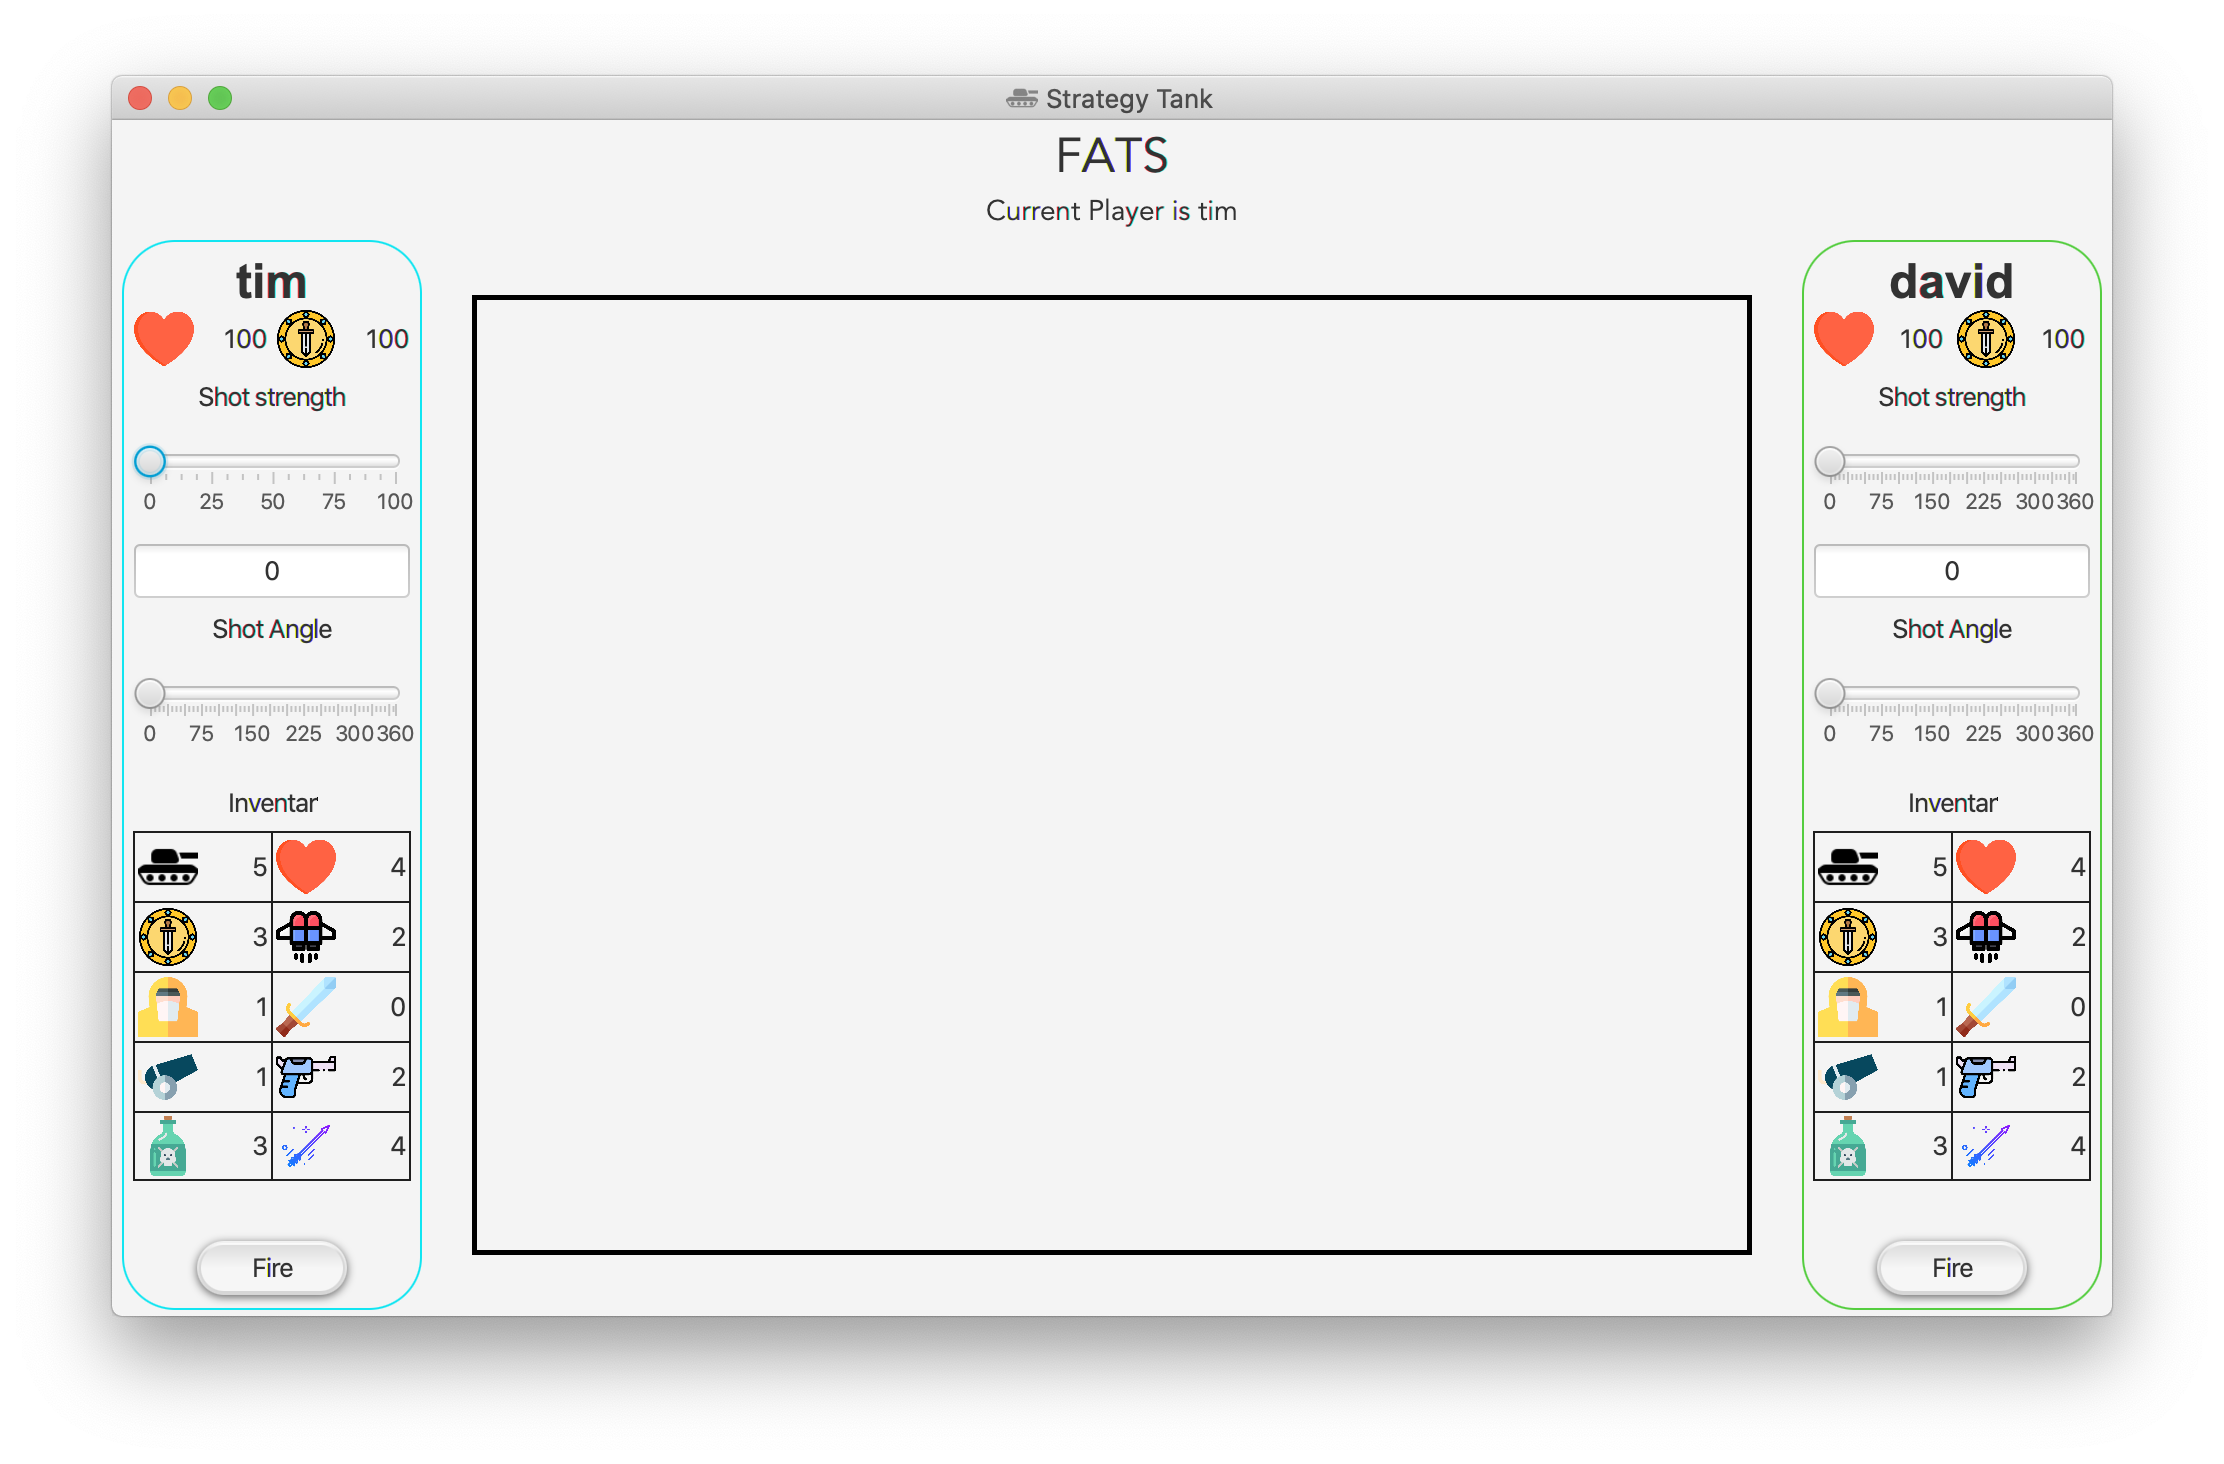 Strategy Tank
FATS
Current Player is tim
tim
100 100
Shot strength
0 25 50 75 100
0
Shot Angle
0 75 150 225 300 360
Inventar
5 4
3 2
1 0
1 2
3 4
Fire
david
100 100
Shot strength
0 75 150 225 300 360
0
Shot Angle
0 75 150 225 300 360
Inventar
5 4
3 2
1 0
1 2
3 4
Fire